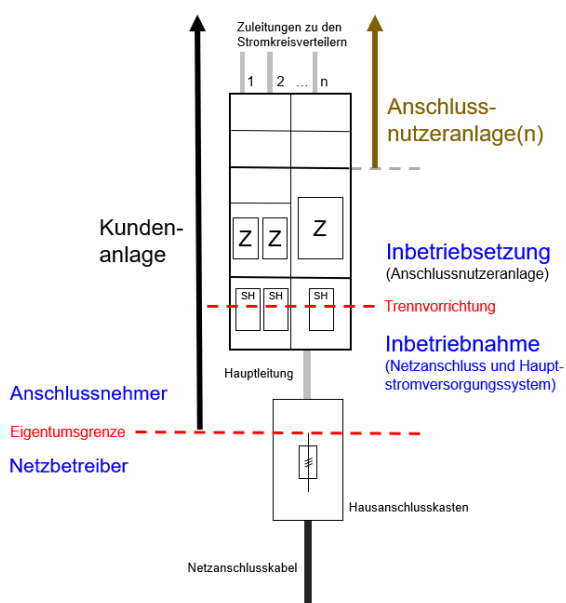 Zuleitungen zu den
Stromkreisverteilern
1 2 ... n
Anschluss-
nutzeranlage(n)
Kunden-
anlage
Z Z Z
Inbetriebsetzung
(Anschlussnutzeranlage)
SH SH SH
Trennvorrichtung
Inbetriebnahme
(Netzanschluss und Haupt-
stromversorgungssystem)
Hauptleitung
Anschlussnehmer
Eigentumsgrenze
Netzbetreiber
Hausanschlusskasten
Netzanschlusskabel